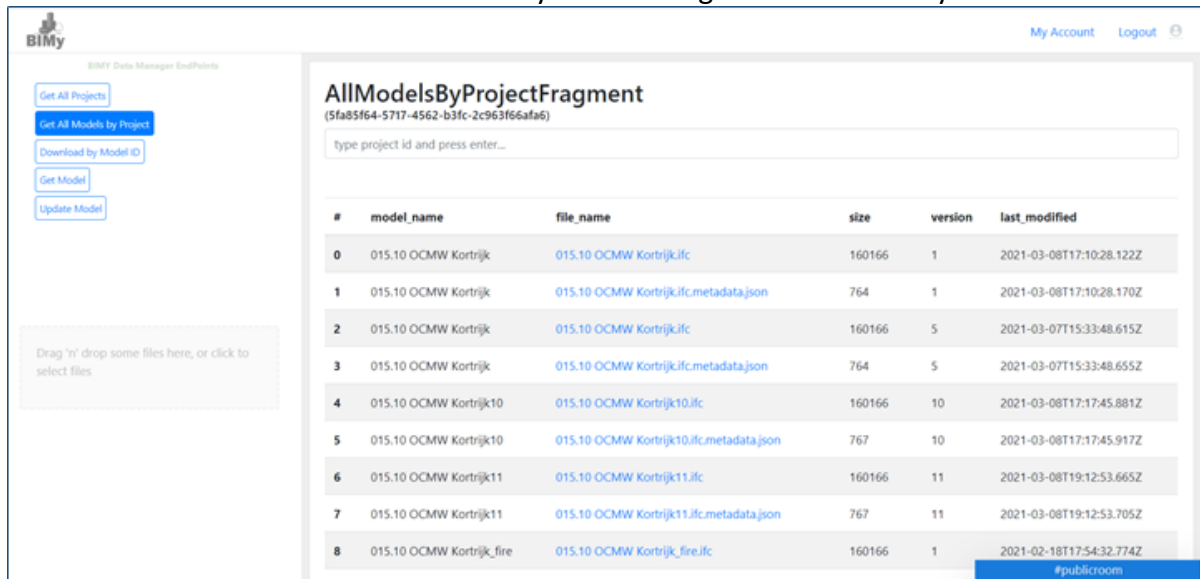 BIMy
My Account Logout
BIMY Data Manager EndPoints
Get All Projects
Get All Models by Project
Download by Model ID
Get Model
Update Model
Drag 'n' drop some files here, or click to
select files
AllModelsByProjectFragment
(5fa85f64-5717-4562-b3fc-2c963f66afa6)
type project id and press enter...
# model_name file_name size version last_modified
0 015.10 OCMW Kortrijk 015.10 OCMW Kortrijk.ifc 160166 1 2021-03-08T17:10:28.122Z
1 015.10 OCMW Kortrijk 015.10 OCMW Kortrijk.ifc.metadata.json 764 1 2021-03-08T17:10:28.170Z
2 015.10 OCMW Kortrijk 015.10 OCMW Kortrijk.ifc 160166 5 2021-03-07T15:33:48.615Z
3 015.10 OCMW Kortrijk 015.10 OCMW Kortrijk.ifc.metadata.json 764 5 2021-03-07T15:33:48.655Z
4 015.10 OCMW Kortrijk10 015.10 OCMW Kortrijk10.ifc 160166 10 2021-03-08T17:17:45.881Z
5 015.10 OCMW Kortrijk10 015.10 OCMW Kortrijk10.ifc.metadata.json 767 10 2021-03-08T17:17:45.917Z
6 015.10 OCMW Kortrijk11 015.10 OCMW Kortrijk11.ifc 160166 11 2021-03-08T19:12:53.665Z
7 015.10 OCMW Kortrijk11 015.10 OCMW Kortrijk11.ifc.metadata.json 767 11 2021-03-08T19:12:53.705Z
8 015.10 OCMW Kortrijk_fire 015.10 OCMW Kortrijk_fire.ifc 160166 1 2021-02-18T17:54:32.774Z
#publicroom